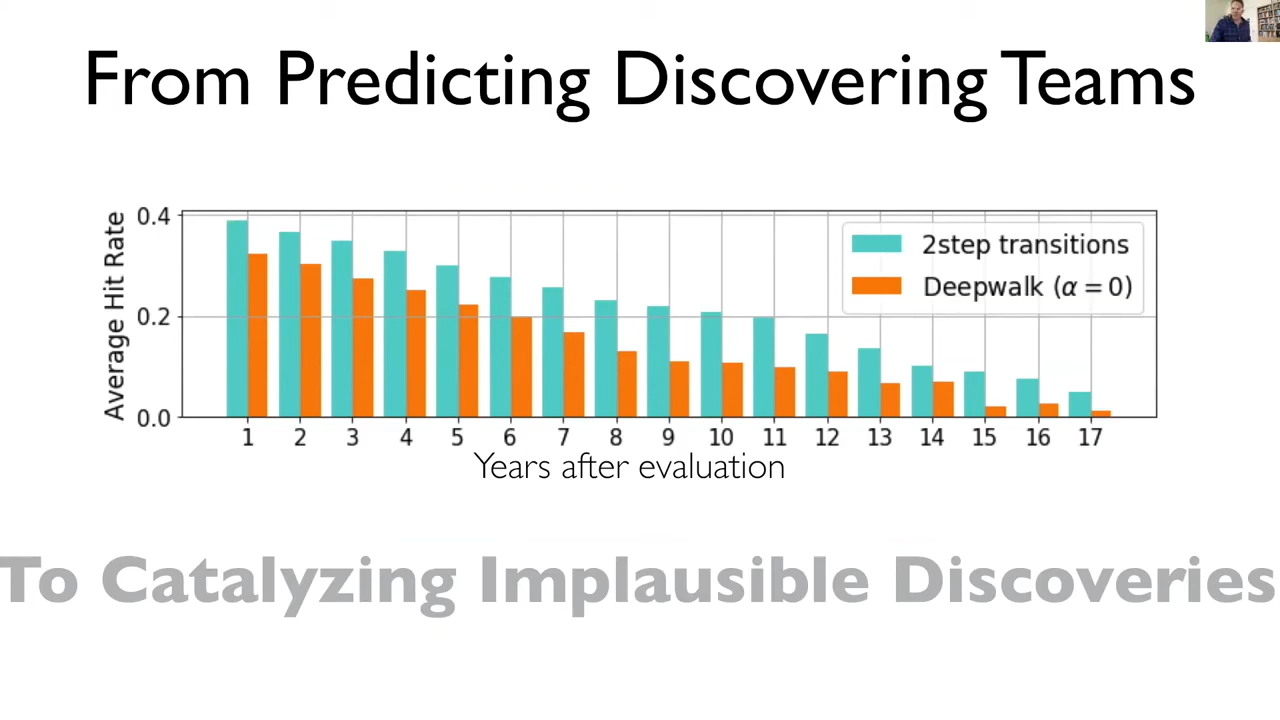 From Predicting Discovering Teams
Average Hit Rate
0.4
0.2
0.0
2step transitions
Deepwalk (α = 0)
1 2 3 4 5 6 7 8 9 10 11 12 13 14 15 16 17
Years after evaluation
To Catalyzing Implausible Discoveries